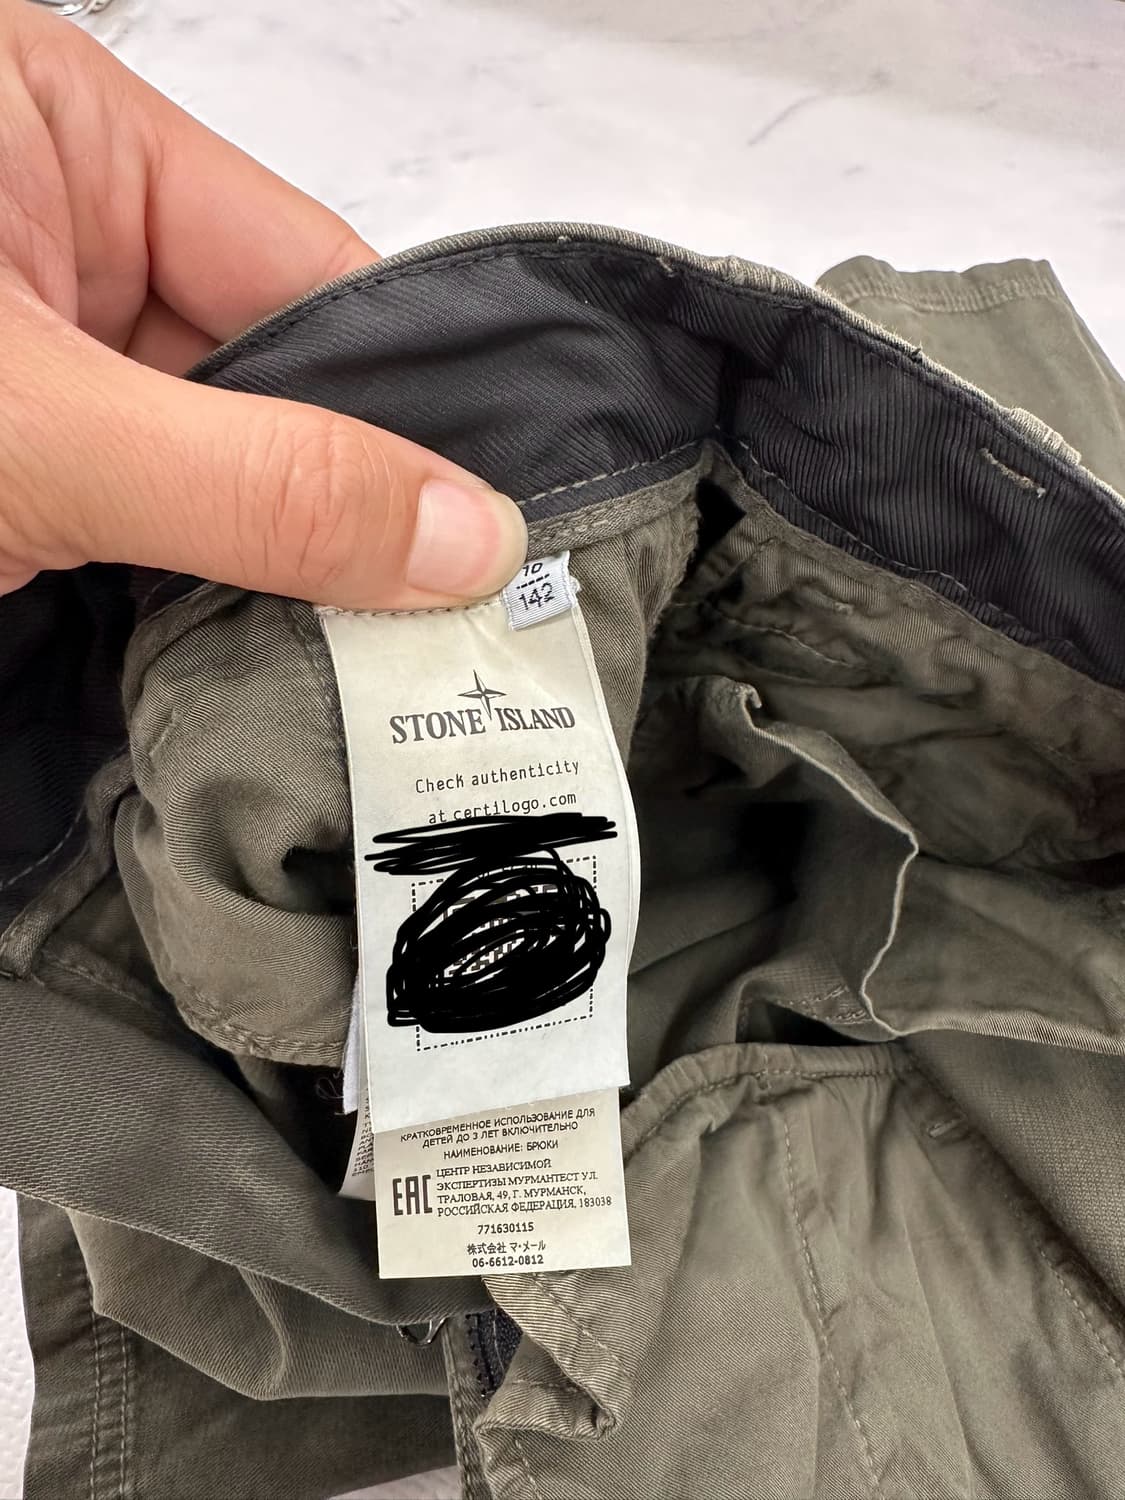 10
142
STONE ISLAND
Check authenticity
at certilogo.com
КРАТКОВРЕМЕННОЕ ИСПОЛЬЗОВАНИЕ ДЛЯ
ДЕТЕЙ ДО 3 ЛЕТ ВКЛЮЧИТЕЛЬНО
НАИМЕНОВАНИЕ: БРЮКИ
EAC
ЦЕНТР НЕЗАВИСИМОЙ
ЭКСПЕРТИЗЫ МУРМАНТЕСТ УЛ.
ТРАЛОВАЯ, 49, Г. МУРМАНСК,
РОССИЙСКАЯ ФЕДЕРАЦИЯ, 183038
771630115
株式会社 マ・メール
06-6612-0812